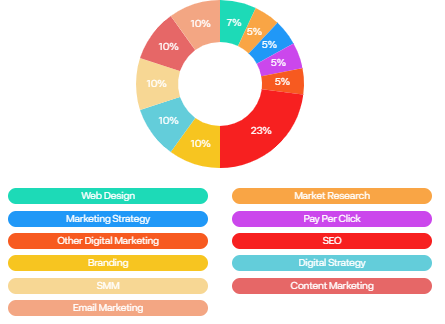 10%
7%
5%
5%
5%
5%
23%
10%
10%
10%
10%
Web Design
Market Research
Marketing Strategy
Pay Per Click
Other Digital Marketing
SEO
Branding
Digital Strategy
SMM
Content Marketing
Email Marketing